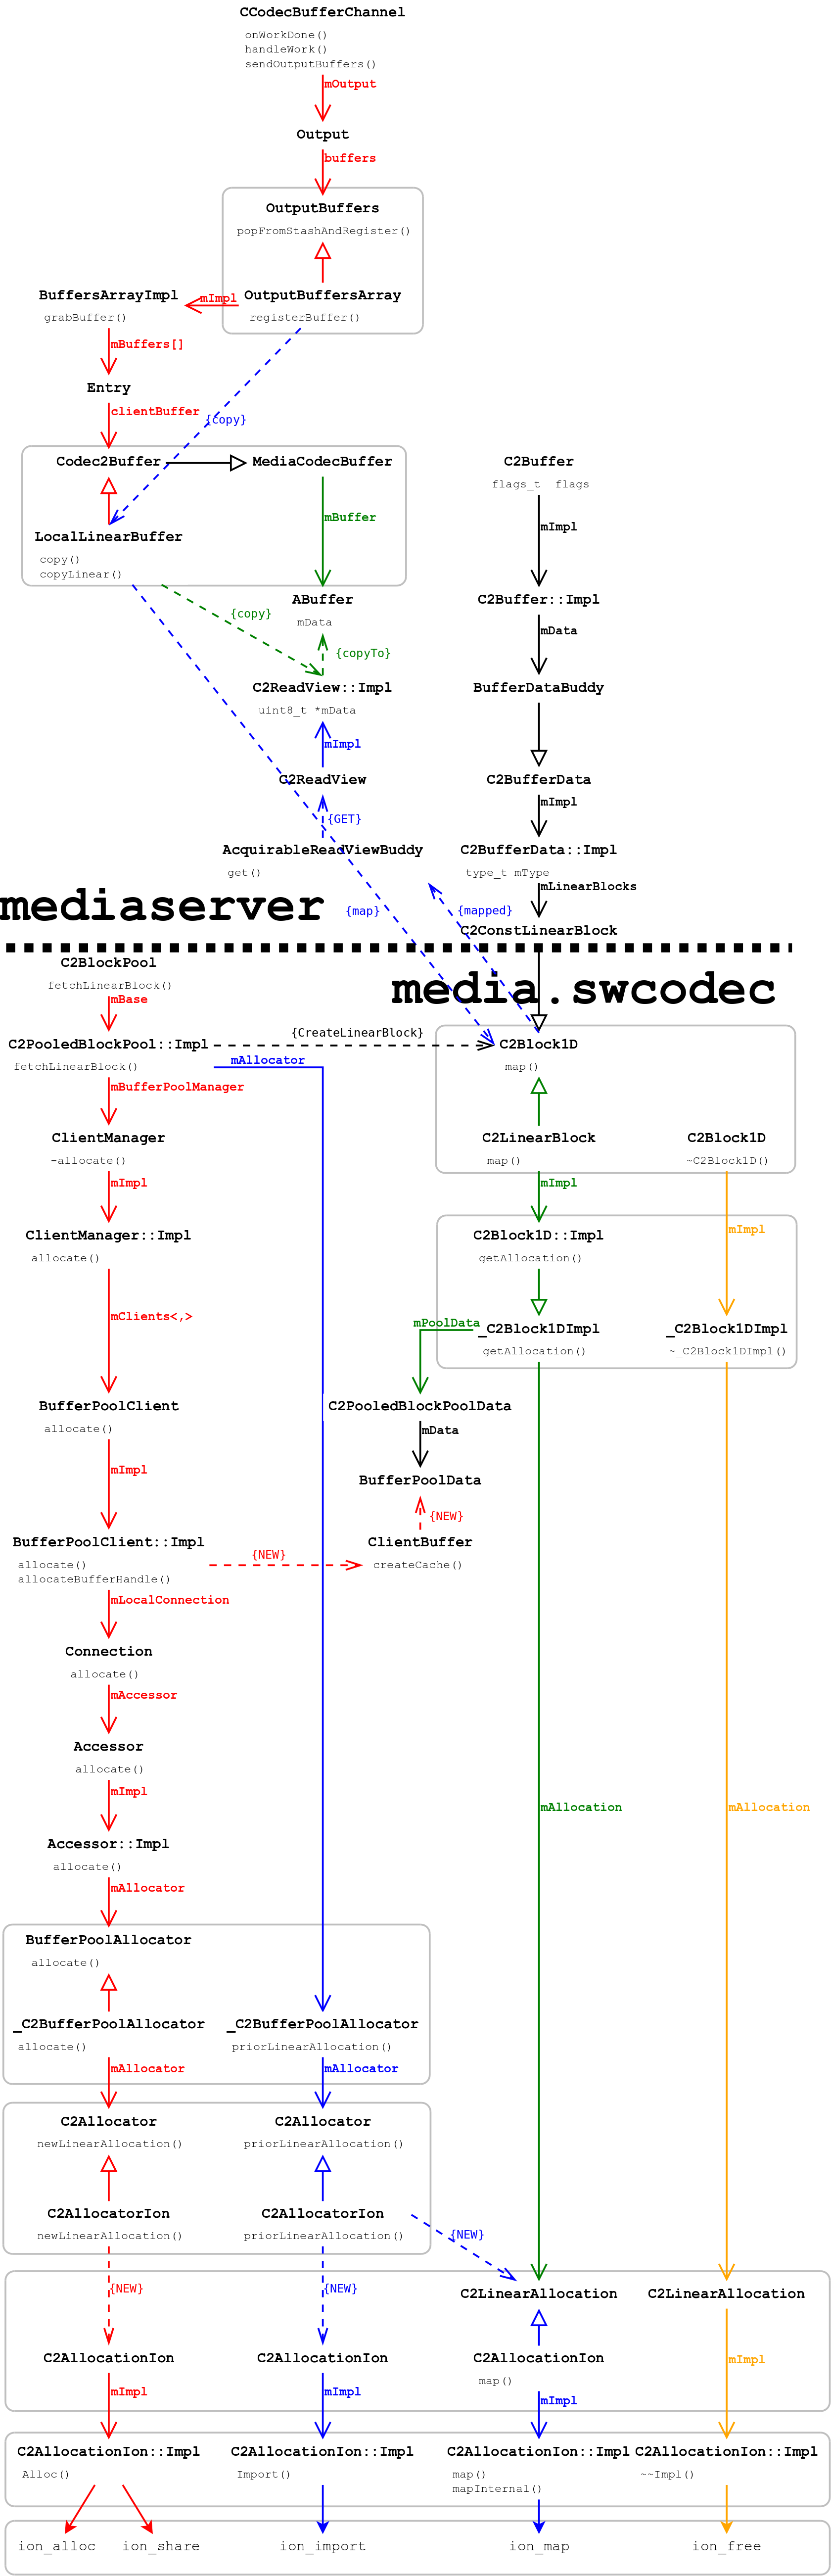 CCodecBufferChannel
onWorkDone()
handleWork()
sendOutputBuffers()
mOutput
Output
buffers
OutputBuffers
popFromStashAndRegister()
BuffersArrayImpl
mImpl
OutputBuffersArray
grabBuffer()
registerBuffer()
mBuffers[]
Entry
clientBuffer
{copy}
Codec2Buffer
MediaCodecBuffer
C2Buffer
flags_t  flags
mBuffer
mImpl
LocalLinearBuffer
copy()
copyLinear()
ABuffer
C2Buffer::Impl
{copy}
mData
mData
{copyTo}
C2ReadView::Impl
BufferDataBuddy
uint8_t *mData
mImpl
C2ReadView
C2BufferData
mImpl
{GET}
AcquirableReadViewBuddy
C2BufferData::Impl
get()
type_t mType
mLinearBlocks
mediaserver
{map}
{mapped}
C2ConstLinearBlock
C2BlockPool
media.swcodec
fetchLinearBlock()
mBase
{CreateLinearBlock}
C2PooledBlockPool::Impl
C2Block1D
mAllocator
fetchLinearBlock()
map()
mBufferPoolManager
ClientManager
C2LinearBlock
C2Block1D
-allocate()
map()
~C2Block1D()
mImpl
mImpl
mImpl
ClientManager::Impl
C2Block1D::Impl
allocate()
getAllocation()
mClients<,>
mPoolData
_C2Block1DImpl
_C2Block1DImpl
getAllocation()
~_C2Block1DImpl()
BufferPoolClient
C2PooledBlockPoolData
allocate()
mData
mImpl
BufferPoolData
{NEW}
BufferPoolClient::Impl
ClientBuffer
{NEW}
allocate()
allocateBufferHandle()
createCache()
mLocalConnection
Connection
allocate()
mAccessor
Accessor
allocate()
mImpl
mAllocation
mAllocation
Accessor::Impl
allocate()
mAllocator
BufferPoolAllocator
allocate()
_C2BufferPoolAllocator
_C2BufferPoolAllocator
allocate()
priorLinearAllocation()
mAllocator
mAllocator
C2Allocator
C2Allocator
newLinearAllocation()
priorLinearAllocation()
C2AllocatorIon
C2AllocatorIon
newLinearAllocation()
priorLinearAllocation()
{NEW}
{NEW}
{NEW}
C2LinearAllocation
C2LinearAllocation
C2AllocationIon
C2AllocationIon
C2AllocationIon
mImpl
map()
mImpl
mImpl
mImpl
C2AllocationIon::Impl
C2AllocationIon::Impl
C2AllocationIon::Impl
C2AllocationIon::Impl
Alloc()
Import()
map()
mapInternal()
~~Impl()
ion_alloc
ion_share
ion_import
ion_map
ion_free